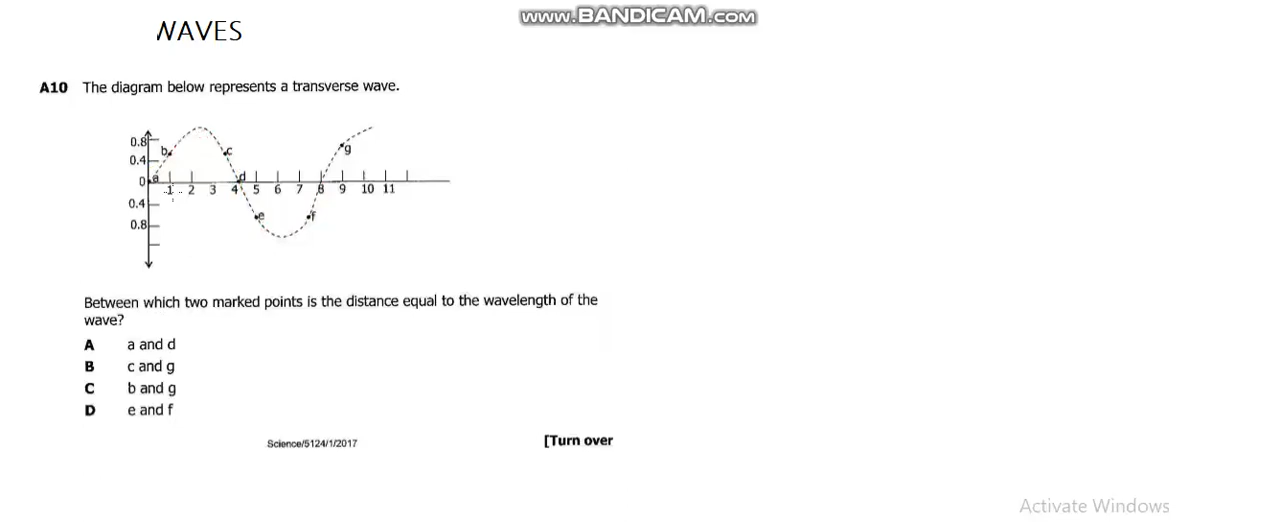 www.BANDICAM.com
WAVES
A10 The diagram below represents a transverse wave.
0.8
b c g
0.4
0 a d
1 2 3 4 5 6 7 8 9 10 11
0.4
e f
0.8
Between which two marked points is the distance equal to the wavelength of the
wave?
A a and d
B c and g
C b and g
D e and f
Science/5124/1/2017 [Turn over
Activate Windows